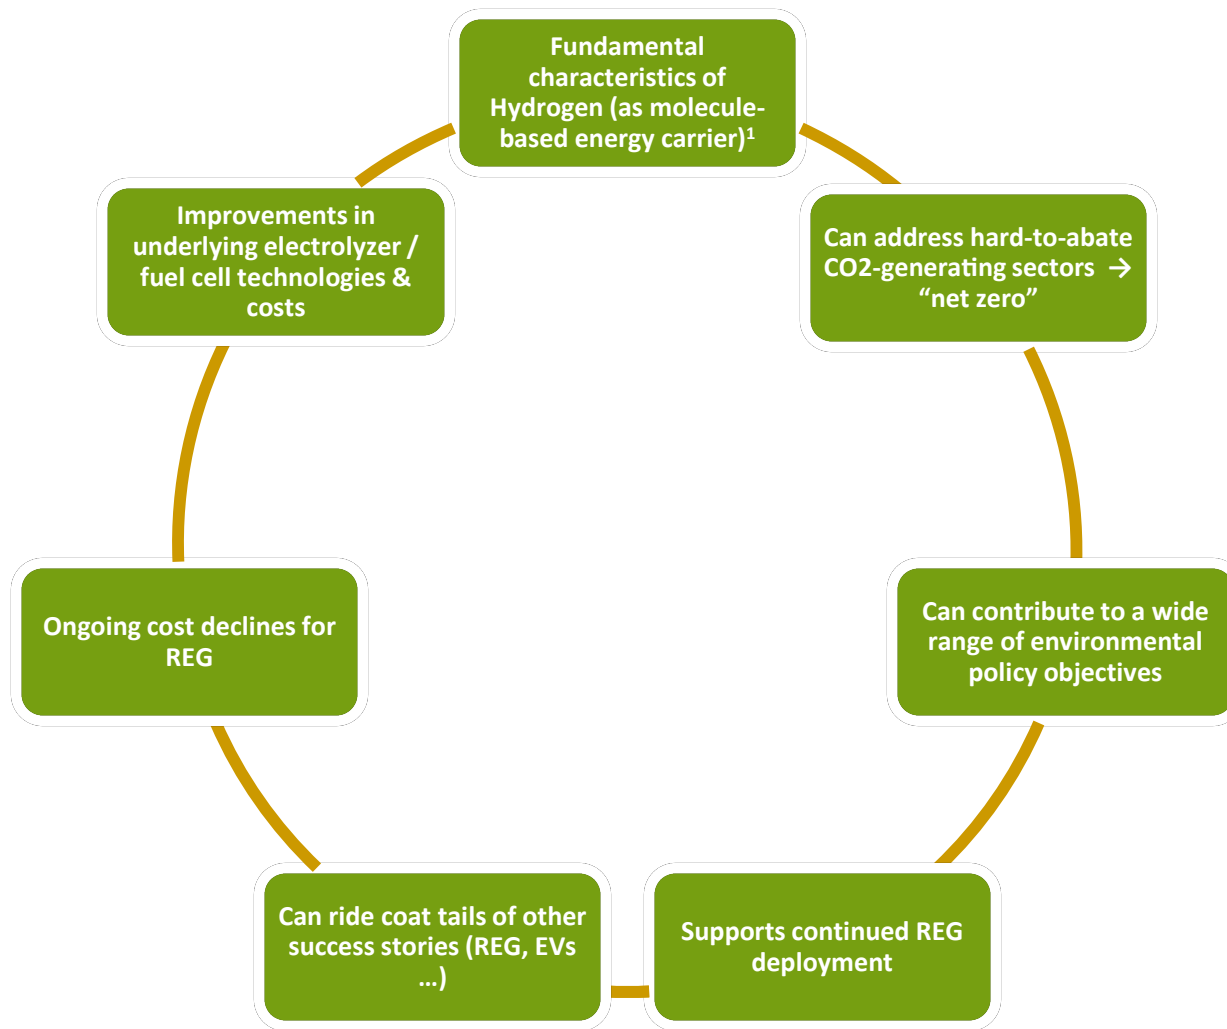 Fundamental
characteristics of
Hydrogen (as molecule-
based energy carrier)¹
Can address hard-to-abate
CO2-generating sectors →
“net zero”
Can contribute to a wide
range of environmental
policy objectives
Supports continued REG
deployment
Can ride coat tails of other
success stories (REG, EVs
…)
Ongoing cost declines for
REG
Improvements in
underlying electrolyzer /
fuel cell technologies &
costs